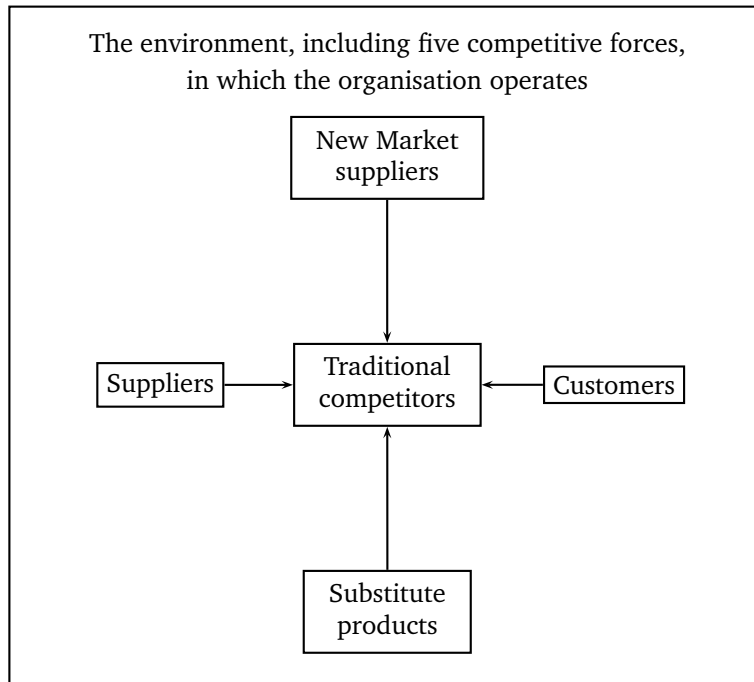 The environment, including five competitive forces,
in which the organisation operates
New Market
suppliers
Suppliers
Traditional
competitors
Customers
Substitute
products